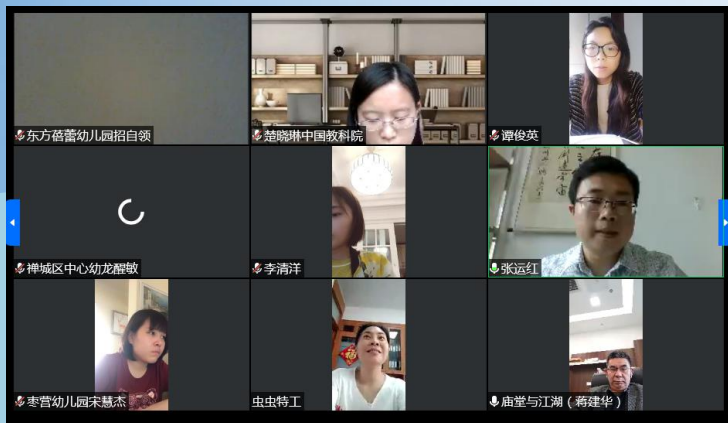 东方蓓蕾幼儿园招自领
楚晓琳中国教科院
谭俊英
禅城区中心幼龙醒敏
李清洋
张运红
枣营幼儿园宋慧杰
虫虫特工
庙堂与江湖（蒋建华）